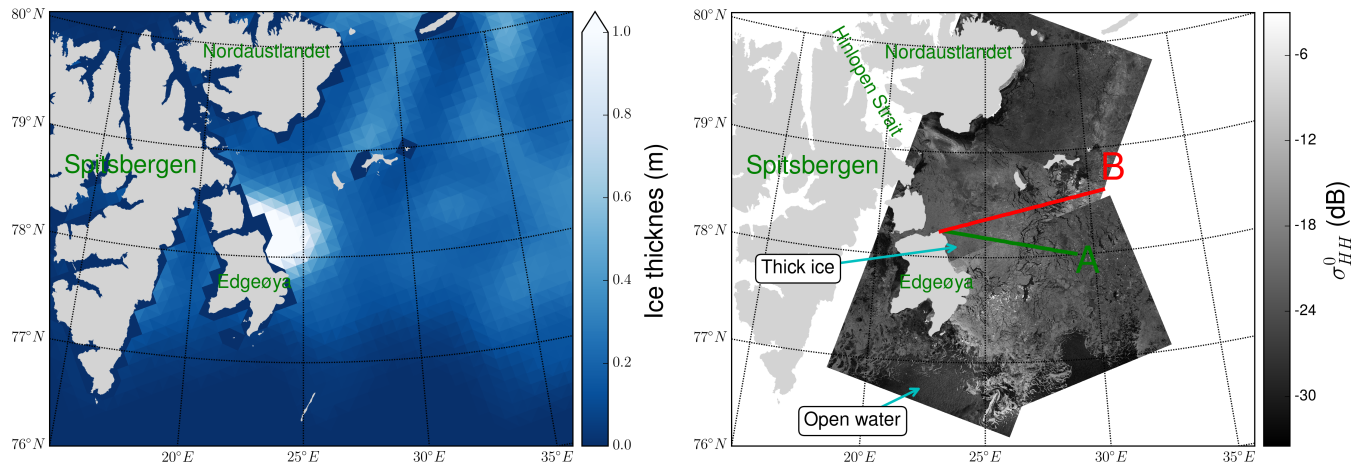 80°N
79°N
78°N
77°N
76°N
20°E
25°E
30°E
35°E
Nordaustlandet
Spitsbergen
Edgeøya
1.0
0.8
0.6
0.4
0.2
0.0
Ice thicknes (m)
80°N
79°N
78°N
77°N
76°N
20°E
25°E
30°E
35°E
Hinlopen Strait
Nordaustlandet
Spitsbergen
B
A
Thick ice
Edgeøya
Open water
-6
-12
-18
-24
-30
σ⁰HH (dB)